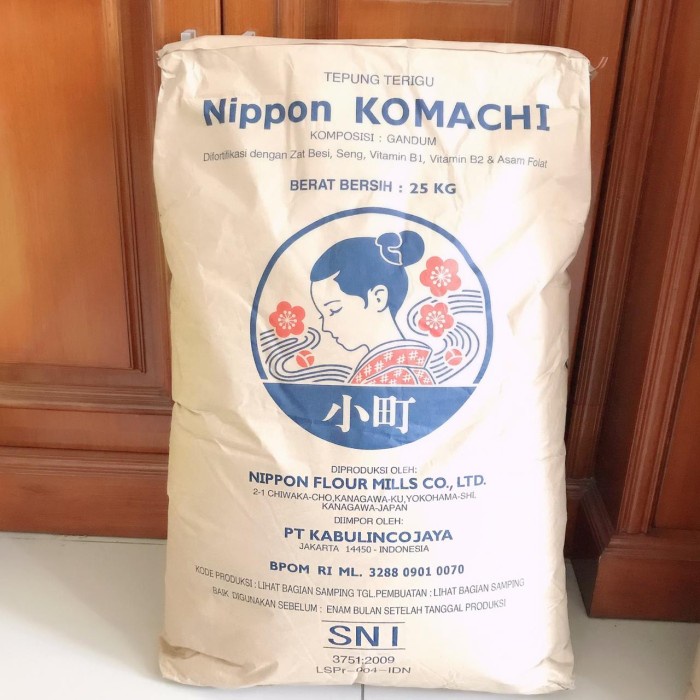 TEPUNG TERIGU
Nippon KOMACHI
KOMPOSISI : GANDUM
Difortifikasi dengan Zat Besi, Seng, Vitamin B1, Vitamin B2 & Asam Folat
BERAT BERSIH : 25 KG
小町
DIPRODUKSI OLEH:
NIPPON FLOUR MILLS CO., LTD.
2-1 CHIWAKA-CHO,KANAGAWA-KU,YOKOHAMA-SHI,
KANAGAWA-JAPAN
DIIMPOR OLEH:
PT KABULINCOJAYA
JAKARTA 14450 - INDONESIA
BPOM RI ML. 3288 0901 0070
KODE PRODUKSI : LIHAT BAGIAN SAMPING TGL.PEMBUATAN : LIHAT BAGIAN SAMPING
BAIK DIGUNAKAN SEBELUM : ENAM BULAN SETELAH TANGGAL PRODUKSI
SNI
3751:2009
LSPr-004-IDN